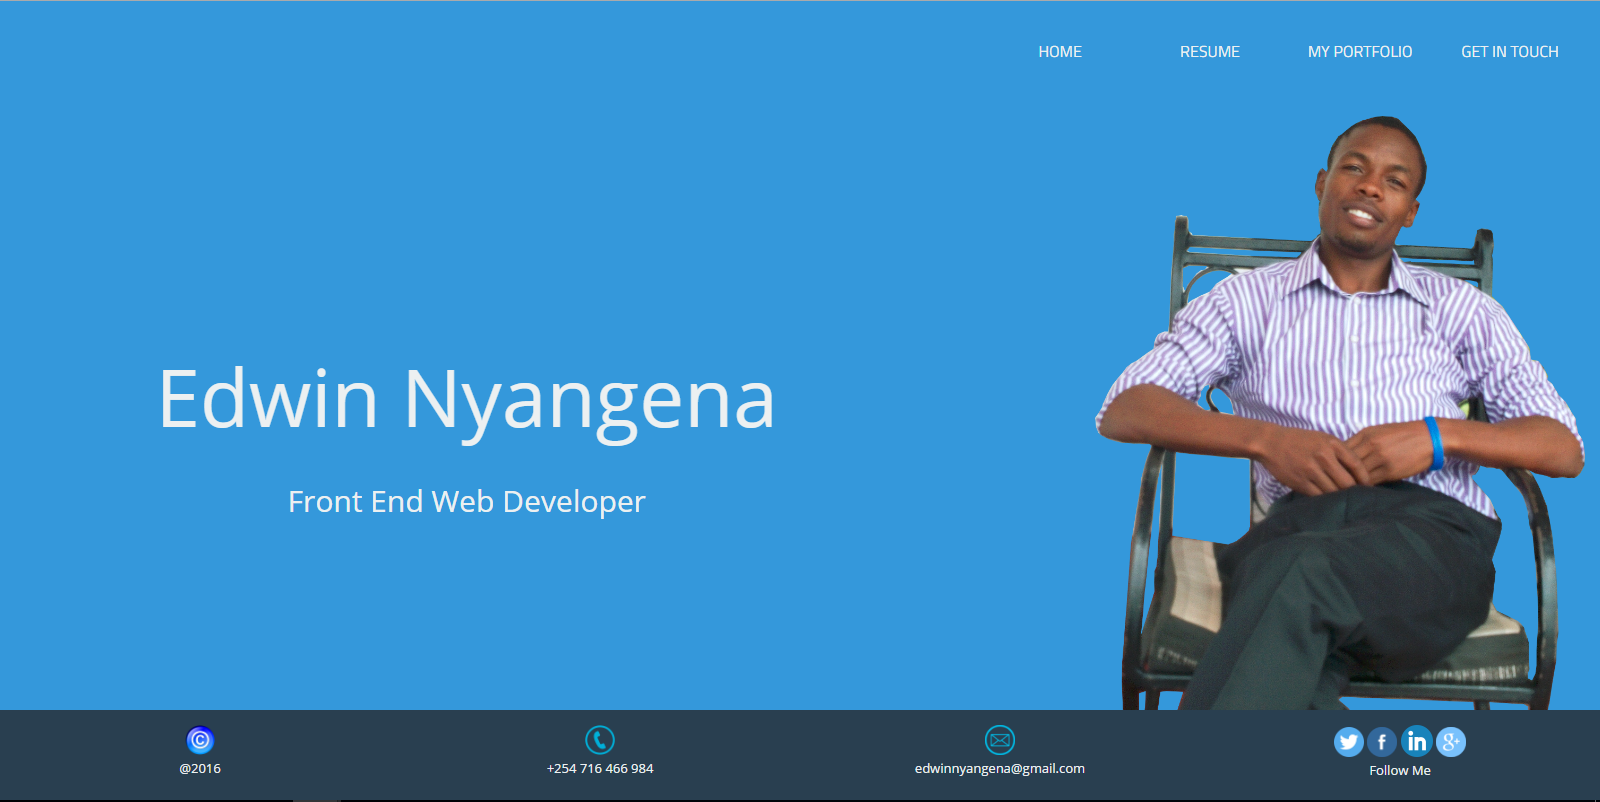 HOME RESUME MY PORTFOLIO GET IN TOUCH
Edwin Nyangena
Front End Web Developer
©
@2016
+254 716 466 984
edwinnyangena@gmail.com
f in g+
Follow Me